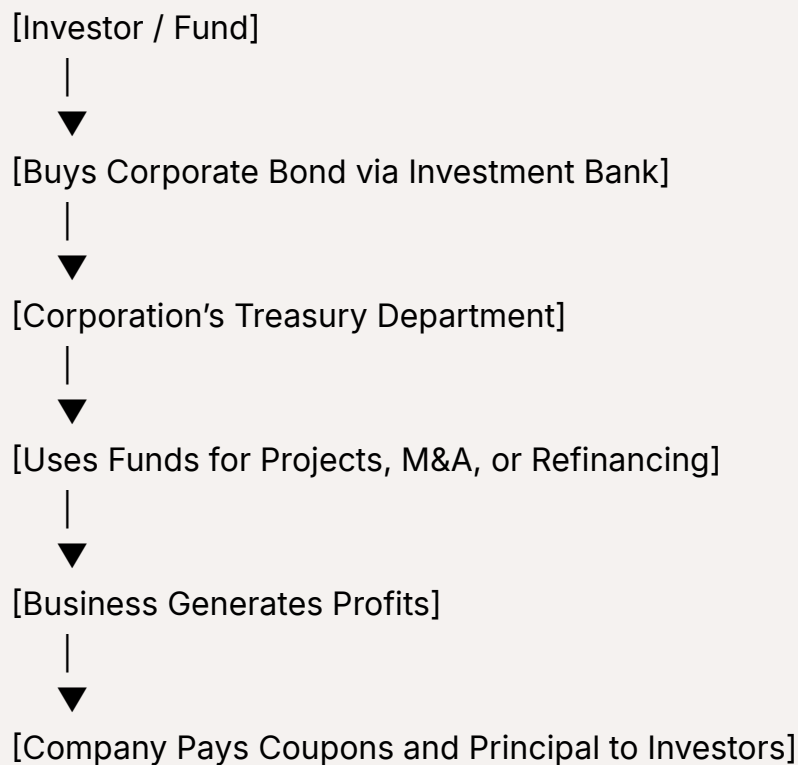 [Investor / Fund]
│
▼
[Buys Corporate Bond via Investment Bank]
│
▼
[Corporation’s Treasury Department]
│
▼
[Uses Funds for Projects, M&A, or Refinancing]
│
▼
[Business Generates Profits]
│
▼
[Company Pays Coupons and Principal to Investors]